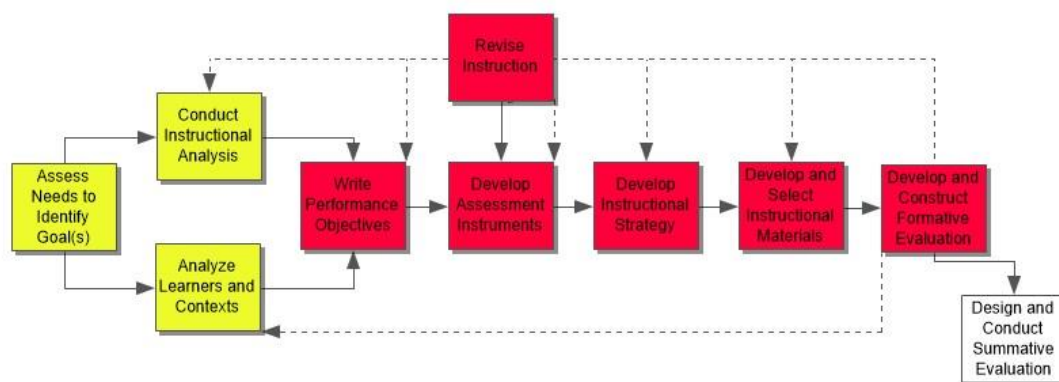 Revise
Instruction
Conduct
Instructional
Analysis
Assess
Needs to
Identify
Goal(s)
Write
Performance
Objectives
Develop
Assessment
Instruments
Develop
Instructional
Strategy
Develop and
Select
Instructional
Materials
Develop and
Construct
Formative
Evaluation
Analyze
Learners and
Contexts
Design and
Conduct
Summative
Evaluation